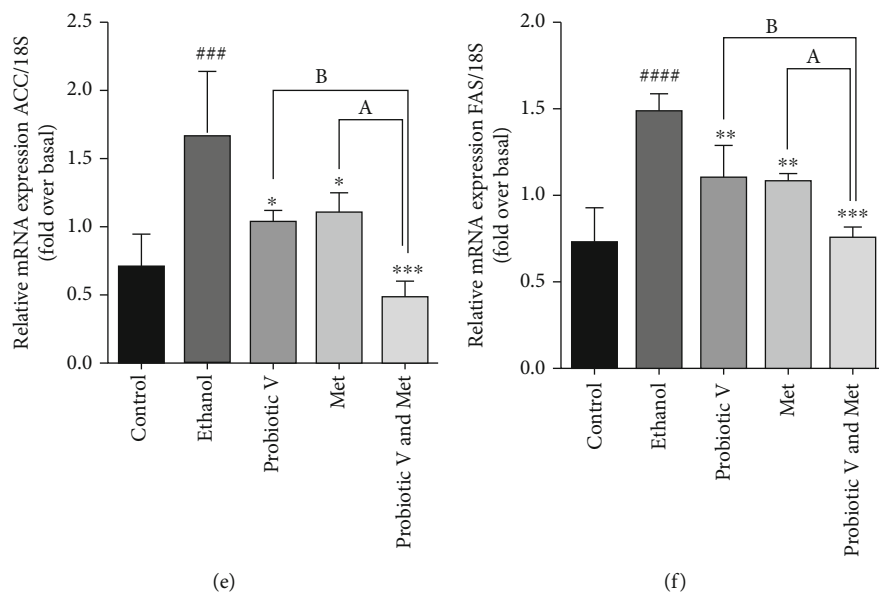 Relative mRNA expression ACC/18S
(fold over basal)
2.5
2.0
1.5
1.0
0.5
0.0
###
B
A
*
*
***
Control
Ethanol
Probiotic V
Met
Probiotic V and Met
(e)
Relative mRNA expression FAS/18S
(fold over basal)
2.0
1.5
1.0
0.5
0.0
####
B
A
**
**
***
Control
Ethanol
Probiotic V
Met
Probiotic V and Met
(f)